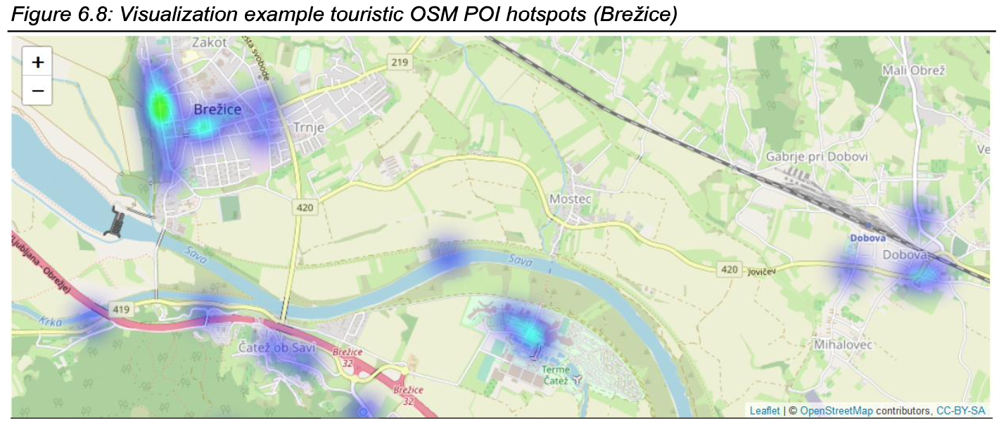 Figure 6.8: Visualization example touristic OSM POI hotspots (Brežice)
+
−
Zakot
sta svobode
219
Mali Obrež
Brežice
Trnje
Gabrje pri Dobovi
Ve
420
Mostec
Sava
Sava
Dobova
Dobova
420
Jovičev
(Ljubljana - Obrežje)
419
Krka
Čatež ob Savi
Brežice
32
Brežice
32
Terme
Čatež
Mihalovec
Leaflet | © OpenStreetMap contributors, CC-BY-SA